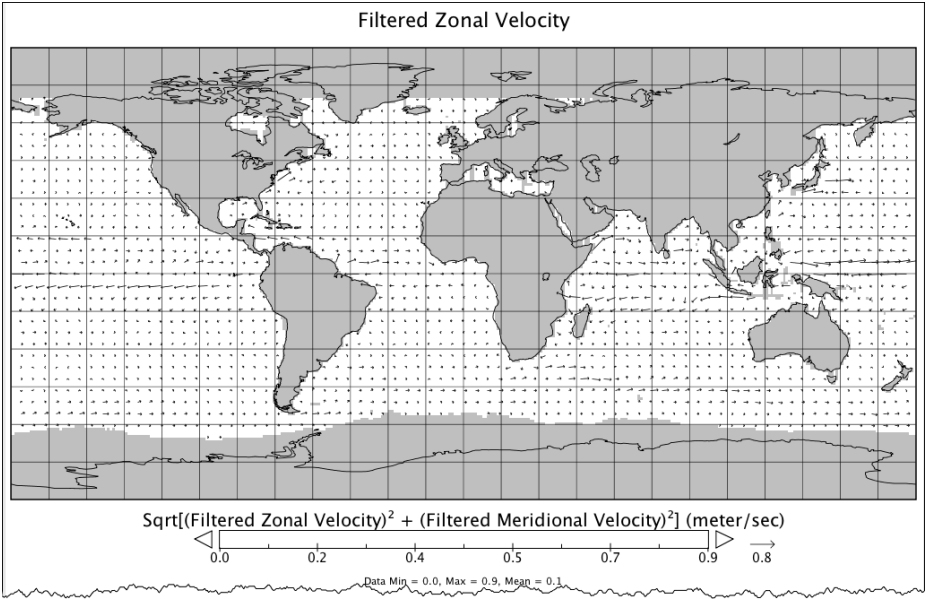 Filtered Zonal Velocity
Sqrt[(Filtered Zonal Velocity)² + (Filtered Meridional Velocity)²] (meter/sec)
0.0 0.2 0.4 0.5 0.7 0.9 0.8
Data Min = 0.0, Max = 0.9, Mean = 0.1